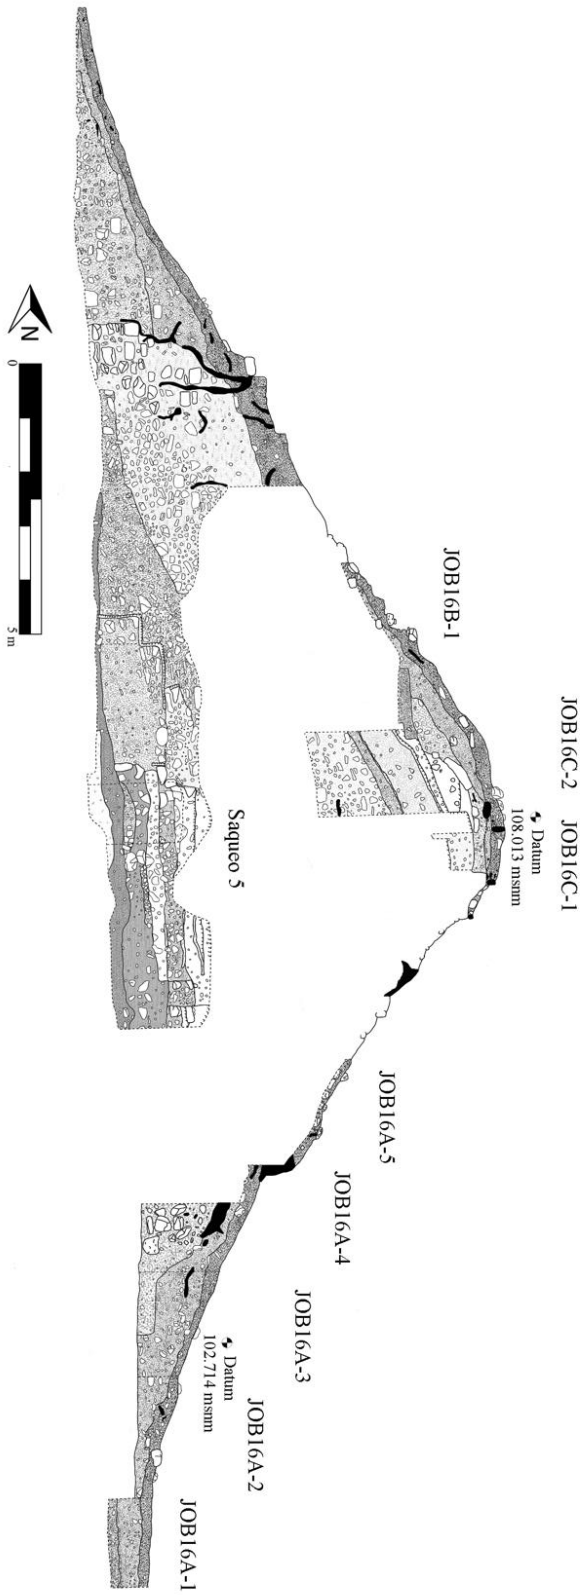 JOB16B-1
JOB16C-2
JOB16C-1
Datum
108.013 msnm
N
0
5 m
Saqueo 5
JOB16A-5
JOB16A-4
JOB16A-3
Datum
102.714 msnm
JOB16A-2
JOB16A-1